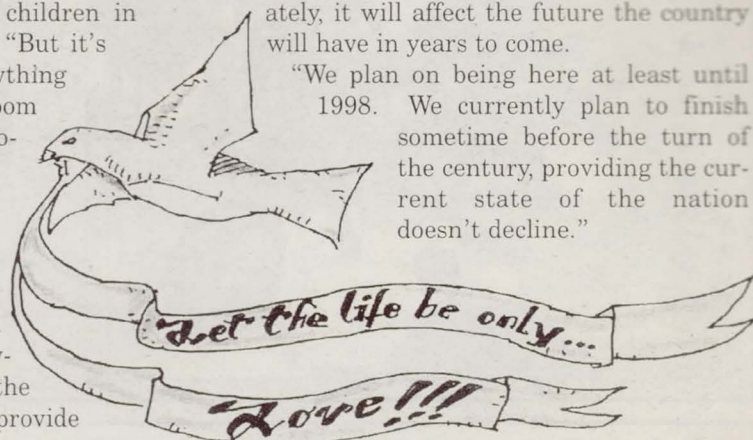 children in
“But it’s
ything
oom
o-
y-
the
provide
ately, it will affect the future the country
will have in years to come.
“We plan on being here at least until
1998. We currently plan to finish
sometime before the turn of
the century, providing the cur-
rent state of the nation
doesn’t decline.”
Let the life be only...
Love!!!